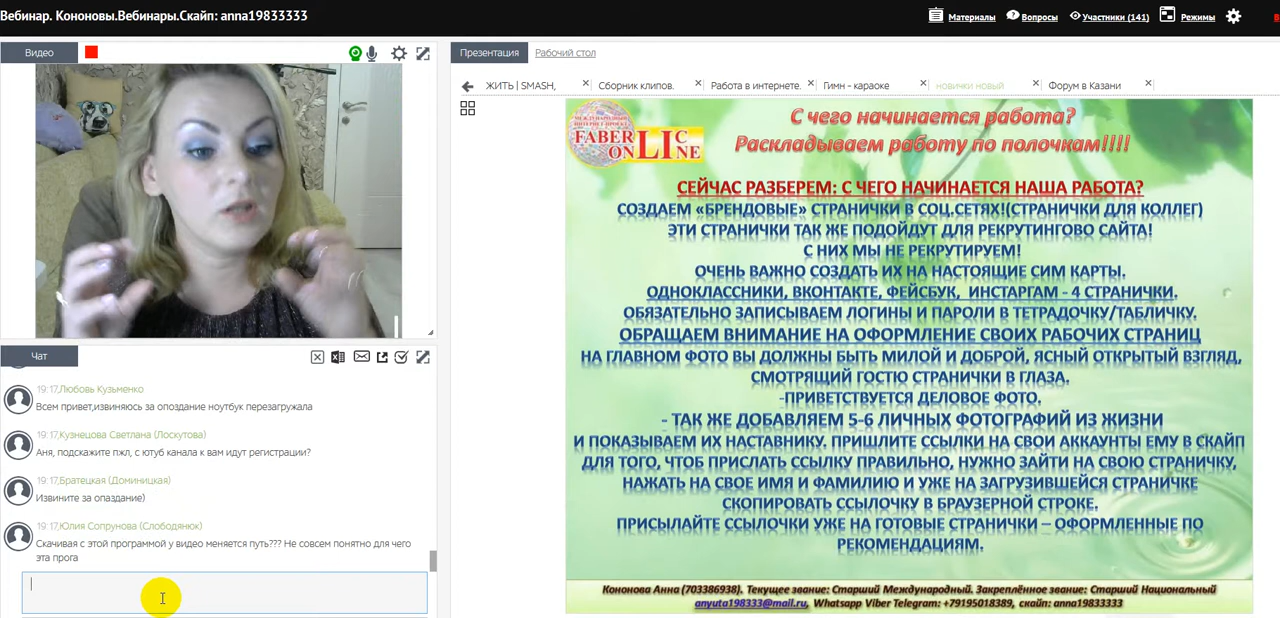 Вебинар. Кононовы.Вебинары.Скайп: anna19833333
Материалы
Вопросы
Участники (141)
Режимы
Видео
Презентация
Рабочий стол
ЖИТЬ | SMASH,
Сборник клипов.
Работа в интернете.
Гимн - караоке
новички новый
Форум в Казани
МЕЖДУНАРОДНЫЙ
ИНТЕРНЕТ-ПРОЕКТ
FABERLIC
ONLINE
С чего начинается работа?
Раскладываем работу по полочкам!!!!
СЕЙЧАС РАЗБЕРЕМ: С ЧЕГО НАЧИНАЕТСЯ НАША РАБОТА?
СОЗДАЕМ «БРЕНДОВЫЕ» СТРАНИЧКИ В СОЦ.СЕТЯХ!(СТРАНИЧКИ ДЛЯ КОЛЛЕГ)
ЭТИ СТРАНИЧКИ ТАК ЖЕ ПОДОЙДУТ ДЛЯ РЕКРУТИНГОВО САЙТА!
С НИХ МЫ НЕ РЕКРУТИРУЕМ!
ОЧЕНЬ ВАЖНО СОЗДАТЬ ИХ НА НАСТОЯЩИЕ СИМ КАРТЫ.
ОДНОКЛАССНИКИ, ВКОНТАКТЕ, ФЕЙСБУК, ИНСТАРГАМ - 4 СТРАНИЧКИ.
ОБЯЗАТЕЛЬНО ЗАПИСЫВАЕМ ЛОГИНЫ И ПАРОЛИ В ТЕТРАДОЧКУ/ТАБЛИЧКУ.
ОБРАЩАЕМ ВНИМАНИЕ НА ОФОРМЛЕНИЕ СВОИХ РАБОЧИХ СТРАНИЦ
НА ГЛАВНОМ ФОТО ВЫ ДОЛЖНЫ БЫТЬ МИЛОЙ И ДОБРОЙ, ЯСНЫЙ ОТКРЫТЫЙ ВЗГЛЯД,
СМОТРЯЩИЙ ГОСТЮ СТРАНИЧКИ В ГЛАЗА.
-ПРИВЕТСТВУЕТСЯ ДЕЛОВОЕ ФОТО.
- ТАК ЖЕ ДОБАВЛЯЕМ 5-6 ЛИЧНЫХ ФОТОГРАФИЙ ИЗ ЖИЗНИ
И ПОКАЗЫВАЕМ ИХ НАСТАВНИКУ. ПРИШЛИТЕ ССЫЛКИ НА СВОИ АККАУНТЫ ЕМУ В СКАЙП
ДЛЯ ТОГО, ЧТОБ ПРИСЛАТЬ ССЫЛКУ ПРАВИЛЬНО, НУЖНО ЗАЙТИ НА СВОЮ СТРАНИЧКУ,
НАЖАТЬ НА СВОЕ ИМЯ И ФАМИЛИЮ И УЖЕ НА ЗАГРУЗИВШЕЙСЯ СТРАНИЧКЕ
СКОПИРОВАТЬ ССЫЛОЧКУ В БРАУЗЕРНОЙ СТРОКЕ.
ПРИСЫЛАЙТЕ ССЫЛОЧКИ УЖЕ НА ГОТОВЫЕ СТРАНИЧКИ – ОФОРМЛЕННЫЕ ПО
РЕКОМЕНДАЦИЯМ.
Кононова Анна (703386938). Текущее звание: Старший Международный. Закреплённое звание: Старший Национальный
anyuta198333@mail.ru, Whatsapp Viber Telegram: +79195018389, скайп: anna19833333
Чат
19:17,Любовь Кузьменко
Всем привет,извиняюсь за опоздание ноутбук перезагружала
19:17,Кузнецова Светлана (Лоскутова)
Аня, подскажите пжл, с ютуб канала к вам идут регистрации?
19:17,Братецкая (Доминицкая)
Извините за опаздание)
19:17,Юлия Сопрунова (Слободянюк)
Скачивая с этой программой у видео меняется путь??? Не совсем понятно для чего
эта прога